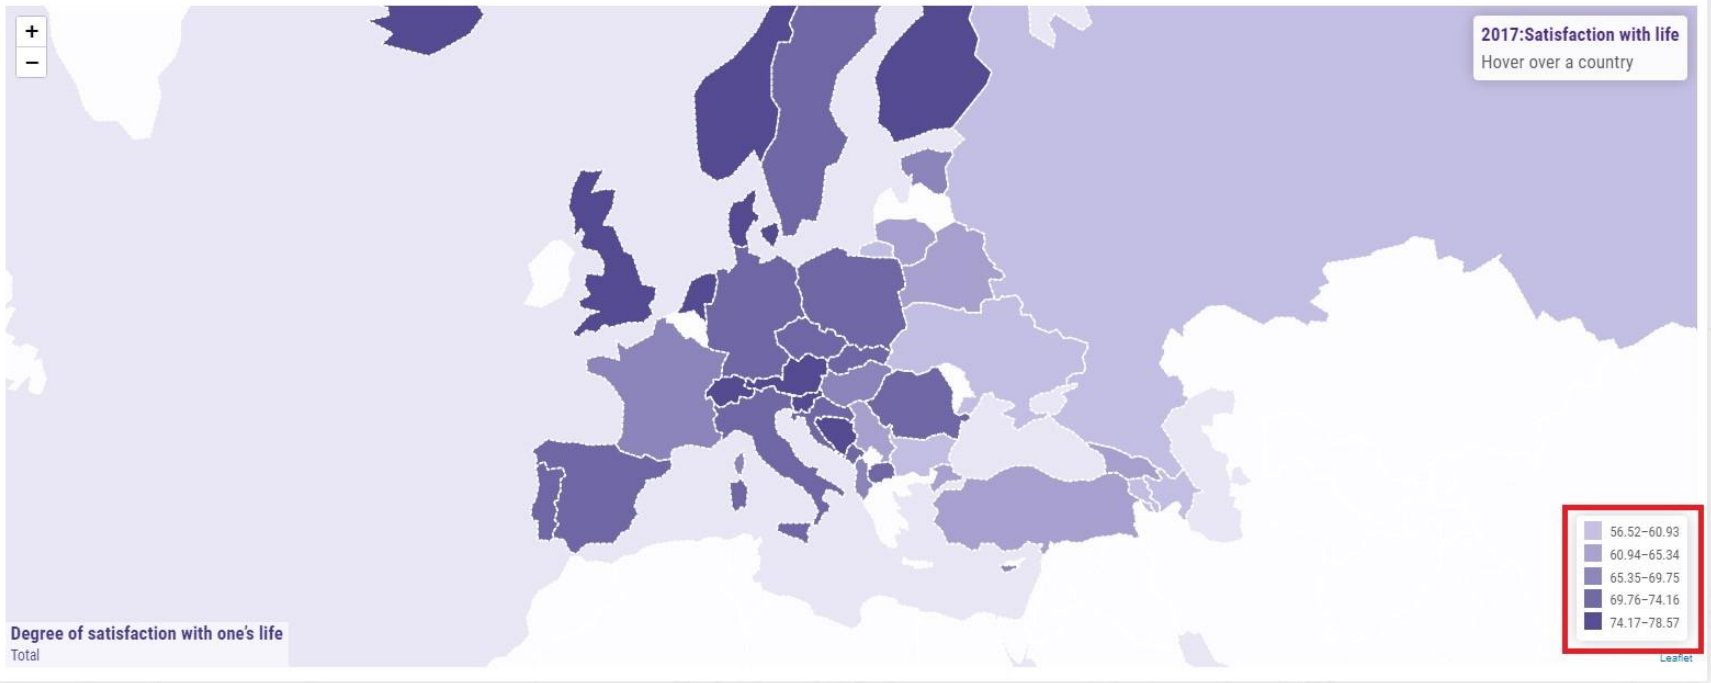 +
−
2017:Satisfaction with life
Hover over a country
56.52–60.93
60.94–65.34
65.35–69.75
69.76–74.16
74.17–78.57
Degree of satisfaction with one's life
Total
Leaflet